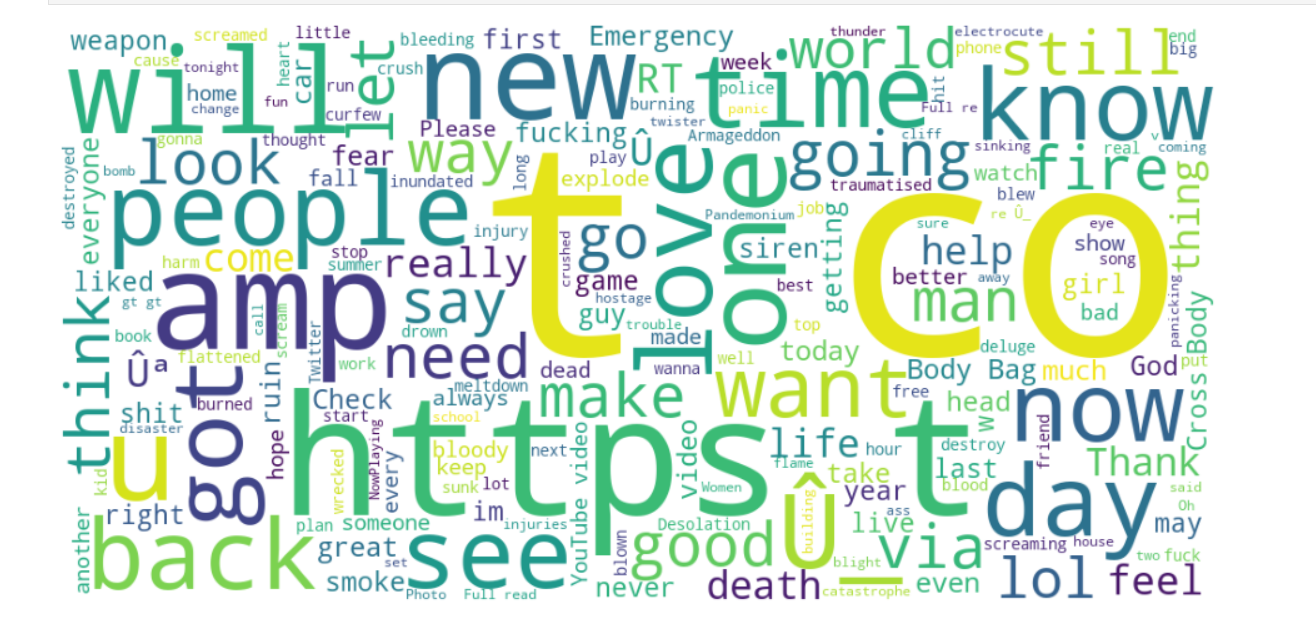 weapon
screamed
little
bleeding
first
Emergency
thunder
electrocute
end
cause
tonight
heart
car
let
crush
new
RT
week
time
world
phone
still
big
will
home
change
fun
run
curfew
burning
police
panic
hit
Full re
know
gonna
thought
Please
fucking
Û
twister
Armageddon
cliff
sinking
real
v
coming
destroyed
everyone
bomb
look
fear
way
long
play
love
one
going
watch
fire
thing
people
fall
inundated
explode
traumatised
blew
t
co
Pandemonium
job
re Û_
eye
injury
go
siren
getting
sure
help
show
song
harm
come
stop
summer
really
crushed
game
best
better
away
girl
panicking
liked
gt gt
amp
say
hostage
guy
trouble
made
man
bad
think
book
call
scream
drown
top
deluge
Body
Ûª
flattened
Twitter
work
need
dead
wanna
well
today
Body Bag
much
God
put
got
ruin
meltdown
make
want
free
head
w
now
Cross
shit
burned
Check
always
disaster
start
school
https
t
life
hour
destroy
friend
Thank
u
kid
hope
wrecked
NowPlaying
every
bloody
keep
next
YouTube video
video
flame
take
last
sunk
lot
Women
year
blood
day
said
Oh
right
plan
someone
im
injuries
Desolation
Û_
building
ass
live
via
may
another
back
great
set
see
blown
good
blight
screaming
house
two
fuck
smoke
Photo
Full read
never
death
catastrophe
even
lol
feel